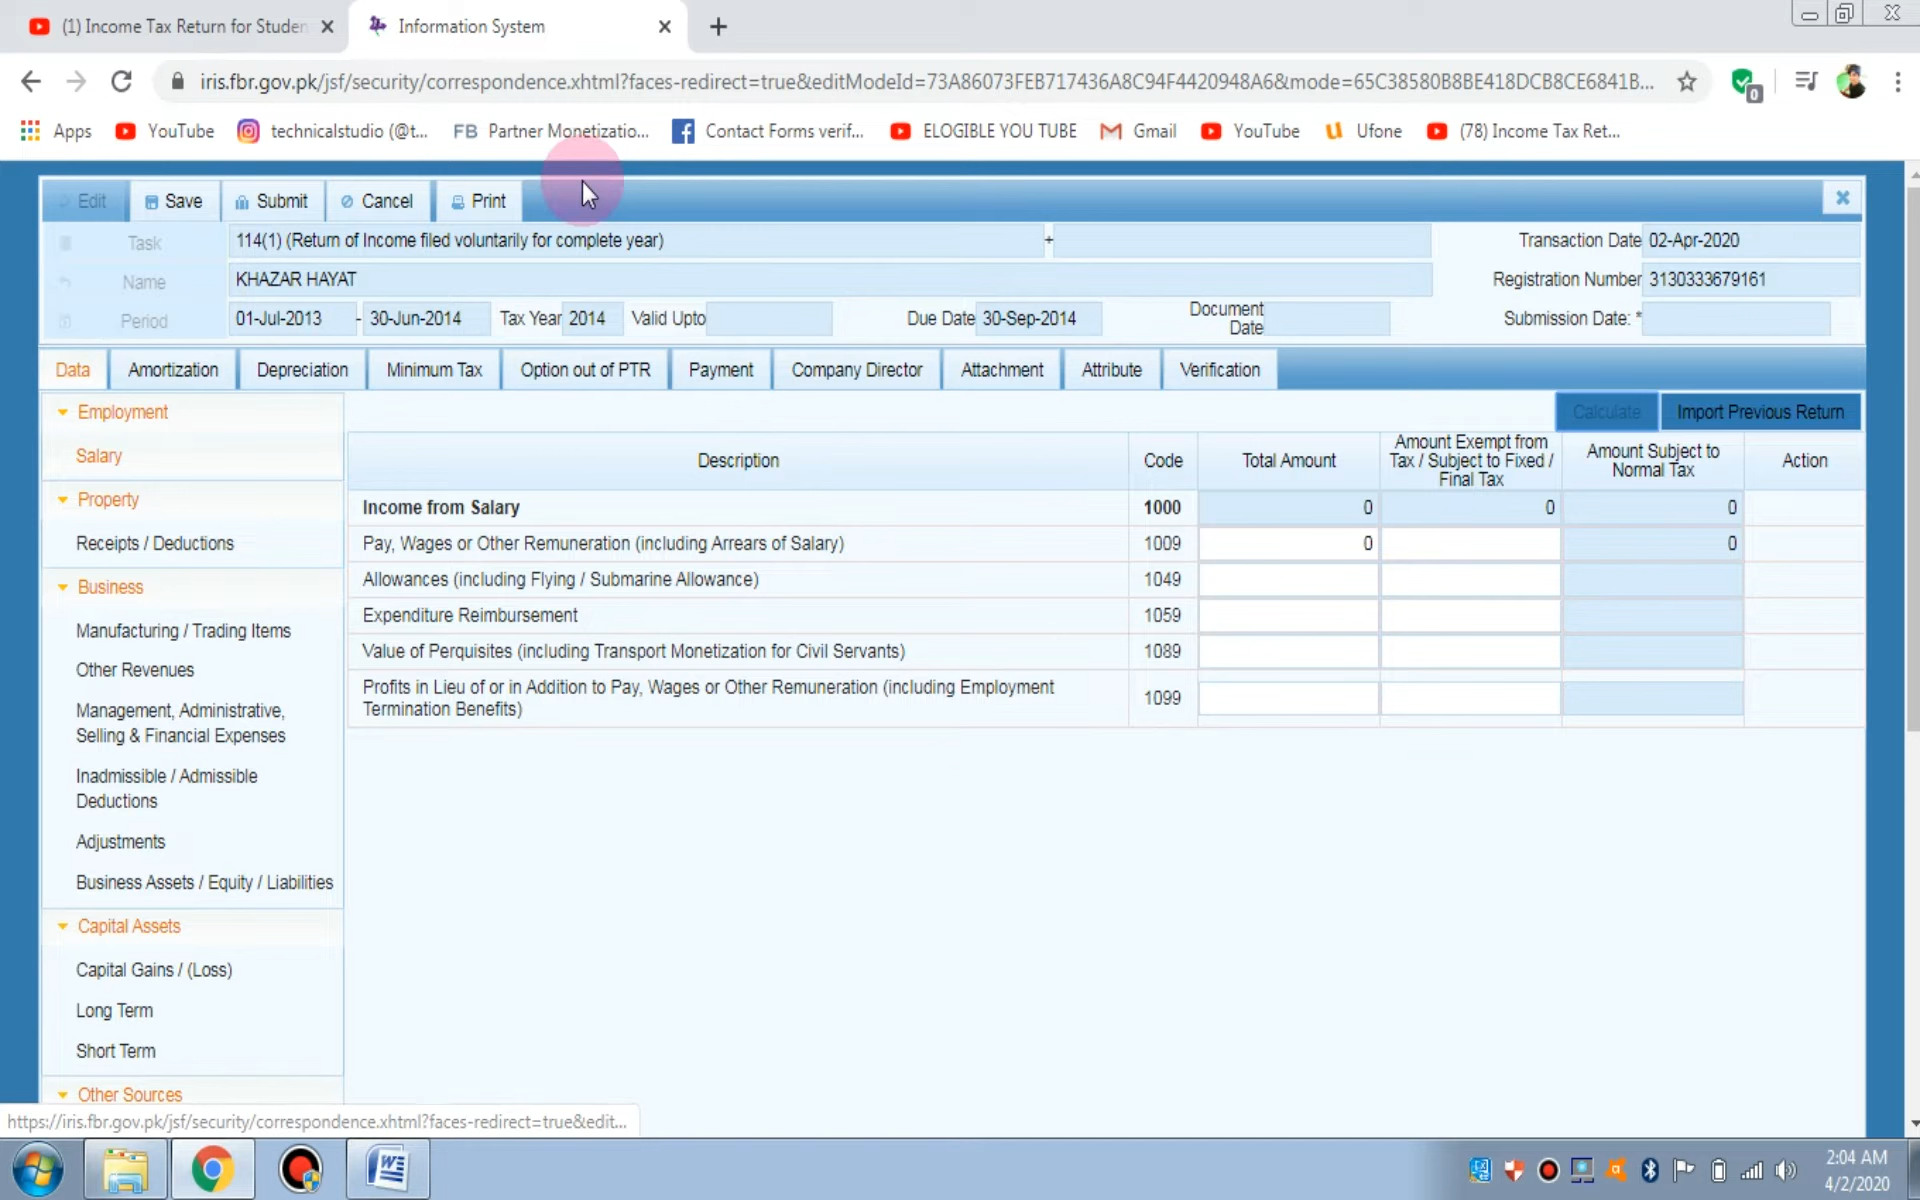 (1) Income Tax Return for Studen
Information System
iris.fbr.gov.pk/jsf/security/correspondence.xhtml?faces-redirect=true&editModeId=73A86073FEB717436A8C94F4420948A6&mode=65C38580B8BE418DCB8CE6841B...
0
Apps YouTube technicalstudio (@t... FB Partner Monetizatio... Contact Forms verif... ELOGIBLE YOU TUBE Gmail YouTube Ufone (78) Income Tax Ret...
Edit Save Submit Cancel Print
Task 114(1) (Return of Income filed voluntarily for complete year) + Transaction Date 02-Apr-2020
Name KHAZAR HAYAT Registration Number 3130333679161
Period 01-Jul-2013 - 30-Jun-2014 Tax Year 2014 Valid Upto Due Date 30-Sep-2014 Document Date Submission Date: *
Data Amortization Depreciation Minimum Tax Option out of PTR Payment Company Director Attachment Attribute Verification
Calculate Import Previous Return
Employment
Salary
Property
Receipts / Deductions
Business
Manufacturing / Trading Items
Other Revenues
Management, Administrative,
Selling & Financial Expenses
Inadmissible / Admissible
Deductions
Adjustments
Business Assets / Equity / Liabilities
Capital Assets
Capital Gains / (Loss)
Long Term
Short Term
Other Sources
Description Code Total Amount Amount Exempt from Tax / Subject to Fixed / Final Tax Amount Subject to Normal Tax Action
Income from Salary 1000 0 0 0
Pay, Wages or Other Remuneration (including Arrears of Salary) 1009 0 0
Allowances (including Flying / Submarine Allowance) 1049
Expenditure Reimbursement 1059
Value of Perquisites (including Transport Monetization for Civil Servants) 1089
Profits in Lieu of or in Addition to Pay, Wages or Other Remuneration (including Employment
Termination Benefits) 1099
https://iris.fbr.gov.pk/jsf/security/correspondence.xhtml?faces-redirect=true&edit...
2:04 AM
4/2/2020